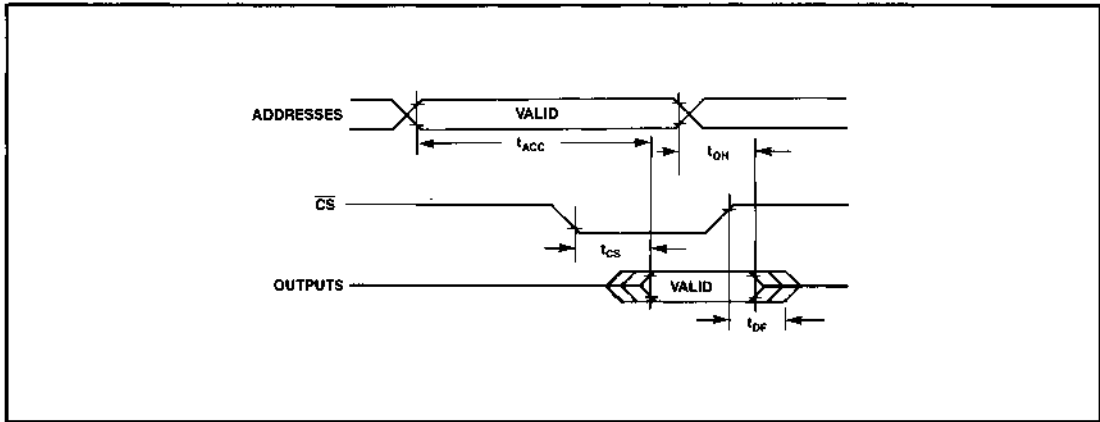 ADDRESSES
VALID
tACC
tOH
CS
tCS
OUTPUTS
VALID
tDF